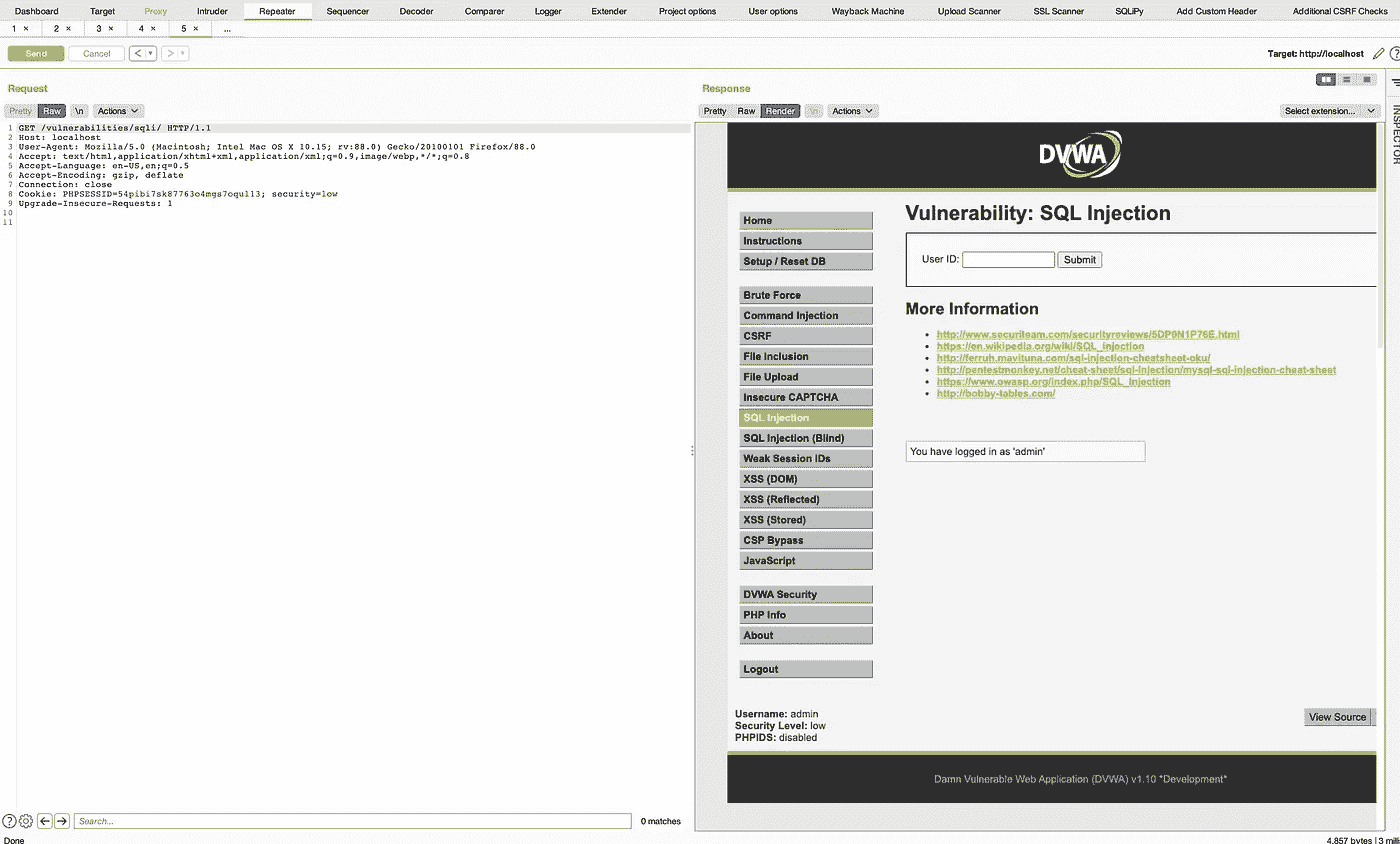 Dashboard Target Proxy Intruder Repeater Sequencer Decoder Comparer Logger Extender Project options User options Wayback Machine Upload Scanner SSL Scanner SQLiPy Add Custom Header Additional CSRF Checks
1 × 2 × 3 × 4 × 5 × ...
Send Cancel < > Target: http://localhost
Request
Pretty Raw \n Actions
1 GET /vulnerabilities/sqli/ HTTP/1.1
2 Host: localhost
3 User-Agent: Mozilla/5.0 (Macintosh; Intel Mac OS X 10.15; rv:88.0) Gecko/20100101 Firefox/88.0
4 Accept: text/html,application/xhtml+xml,application/xml;q=0.9,image/webp,*/*;q=0.8
5 Accept-Language: en-US,en;q=0.5
6 Accept-Encoding: gzip, deflate
7 Connection: close
8 Cookie: PHPSESSID=54pibi7sk87763o4mgs7oqul13; security=low
9 Upgrade-Insecure-Requests: 1
10
11
Search...
0 matches
Done
Response
Pretty Raw Render \n Actions Select extension...
INSPECTOR
DVWA
Home
Instructions
Setup / Reset DB
Brute Force
Command Injection
CSRF
File Inclusion
File Upload
Insecure CAPTCHA
SQL Injection
SQL Injection (Blind)
Weak Session IDs
XSS (DOM)
XSS (Reflected)
XSS (Stored)
CSP Bypass
JavaScript
DVWA Security
PHP Info
About
Logout
Vulnerability: SQL Injection
User ID: Submit
More Information
http://www.securiteam.com/securityreviews/5DP0N1P76E.html
https://en.wikipedia.org/wiki/SQL_injection
http://ferruh.mavituna.com/sql-injection-cheatsheet-oku/
http://pentestmonkey.net/cheat-sheet/sql-injection/mysql-sql-injection-cheat-sheet
https://www.owasp.org/index.php/SQL_Injection
http://bobby-tables.com/
You have logged in as 'admin'
Username: admin
Security Level: low
PHPIDS: disabled
View Source
Damn Vulnerable Web Application (DVWA) v1.10 *Development*
4,857 bytes | 3 milli